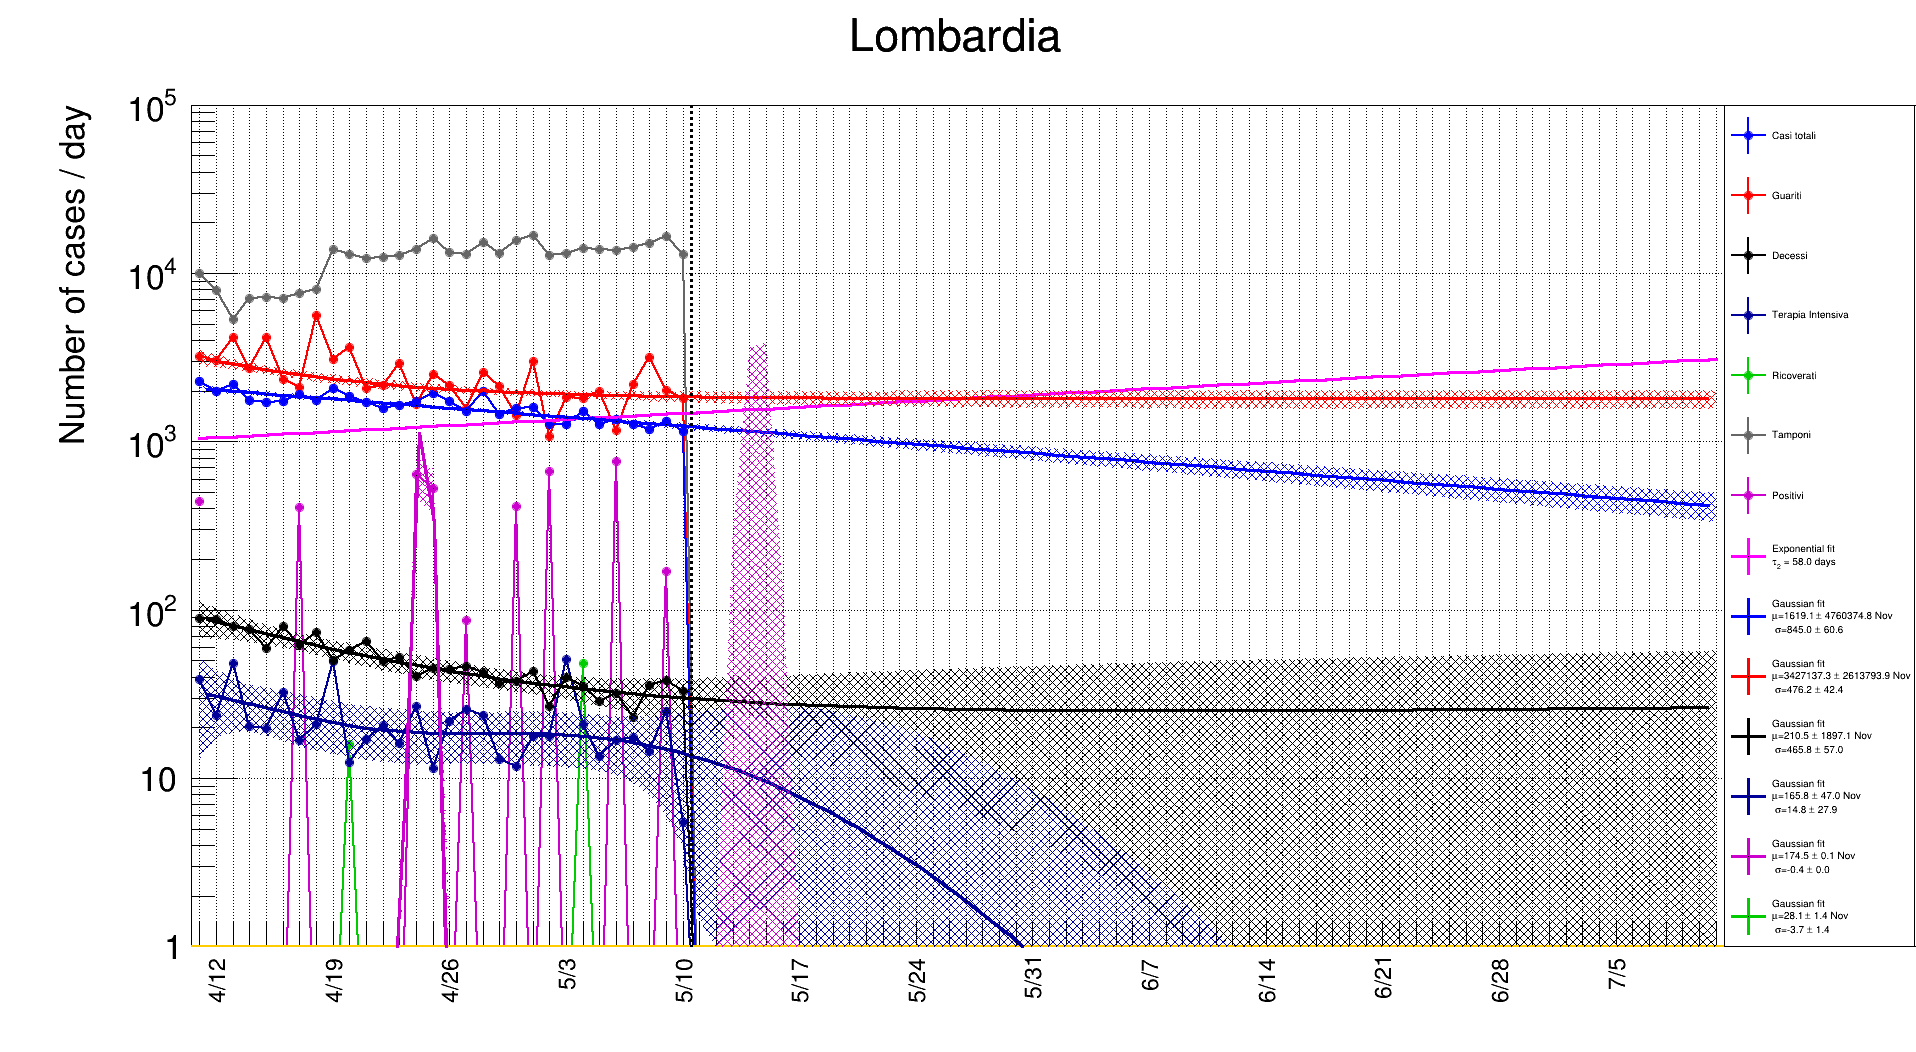 Lombardia
Number of cases / day
10^5
10^4
10^3
10^2
10
1
4/12
4/19
4/26
5/3
5/10
5/17
5/24
5/31
6/7
6/14
6/21
6/28
7/5
Casi totali
Guariti
Decessi
Terapia Intensiva
Ricoverati
Tamponi
Positivi
Exponential fit
τ₂ = 58.0 days
Gaussian fit
μ=1619.1± 4760374.8 Nov
σ=845.0 ± 60.6
Gaussian fit
μ=3427137.3 ± 2613793.9 Nov
σ=476.2 ± 42.4
Gaussian fit
μ=210.5 ± 1897.1 Nov
σ=465.8 ± 57.0
Gaussian fit
μ=165.8 ± 47.0 Nov
σ=14.8 ± 27.9
Gaussian fit
μ=174.5 ± 0.1 Nov
σ=-0.4 ± 0.0
Gaussian fit
μ=28.1 ± 1.4 Nov
σ=-3.7 ± 1.4